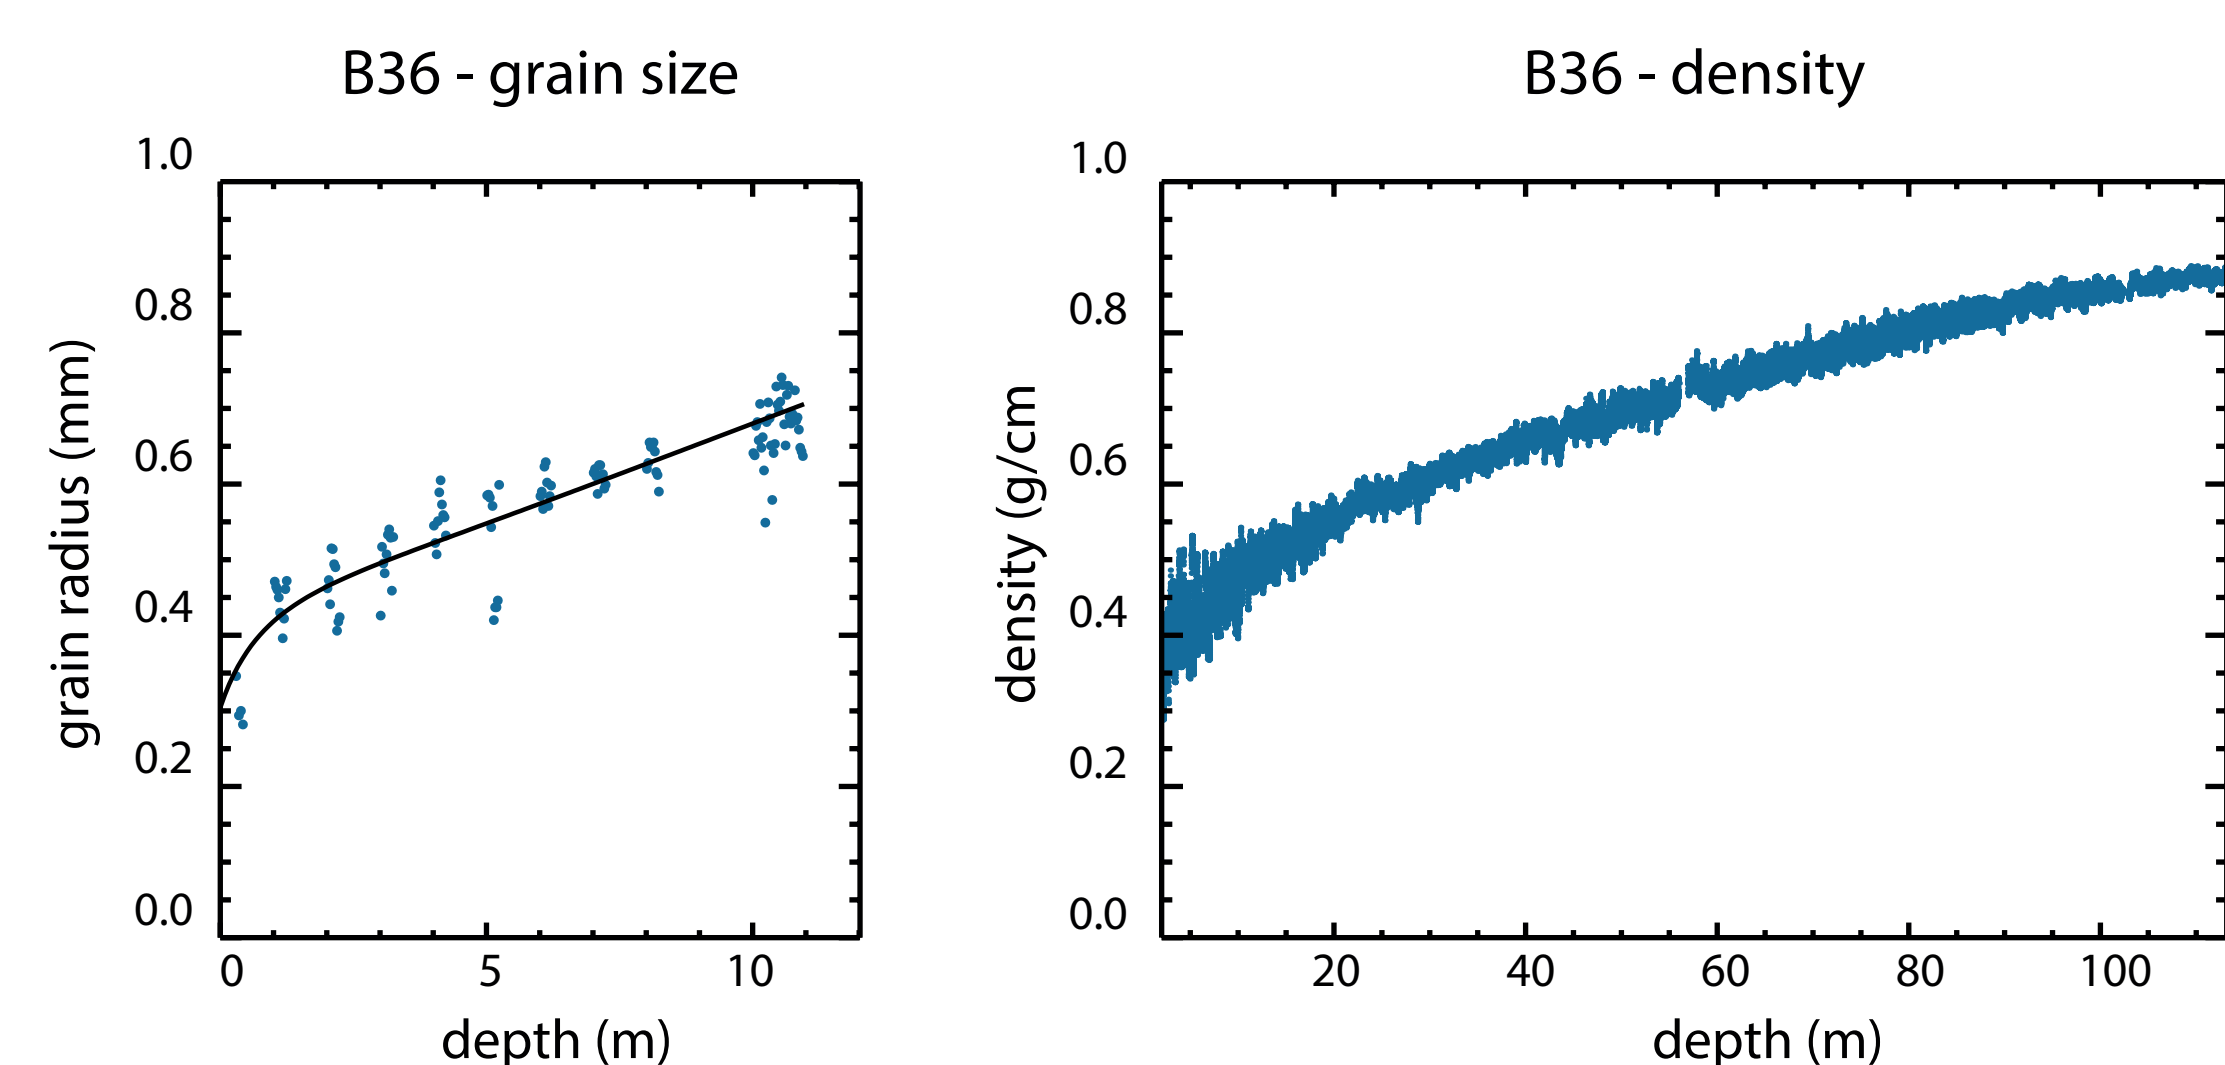 B36 - grain size
1.0
0.8
0.6
0.4
0.2
0.0
grain radius (mm)
0 5 10
depth (m)
B36 - density
1.0
0.8
0.6
0.4
0.2
0.0
density (g/cm
20 40 60 80 100
depth (m)